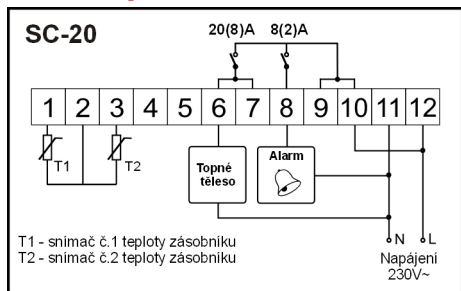 SC-20
20(8)A 8(2)A
1 2 3 4 5 6 7 8 9 10 11 12
T1 T2
Topné
těleso
Alarm
T1 - snímač č.1 teploty zásobníku
T2 - snímač č.2 teploty zásobníku
N L
Napájení
230V~